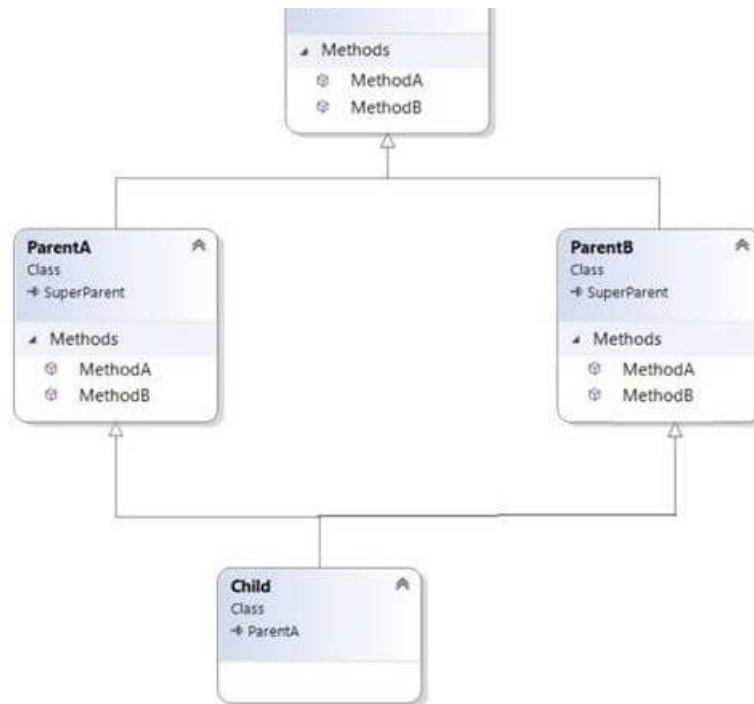 Methods
MethodA
MethodB
ParentA
Class
SuperParent
Methods
MethodA
MethodB
ParentB
Class
SuperParent
Methods
MethodA
MethodB
Child
Class
ParentA